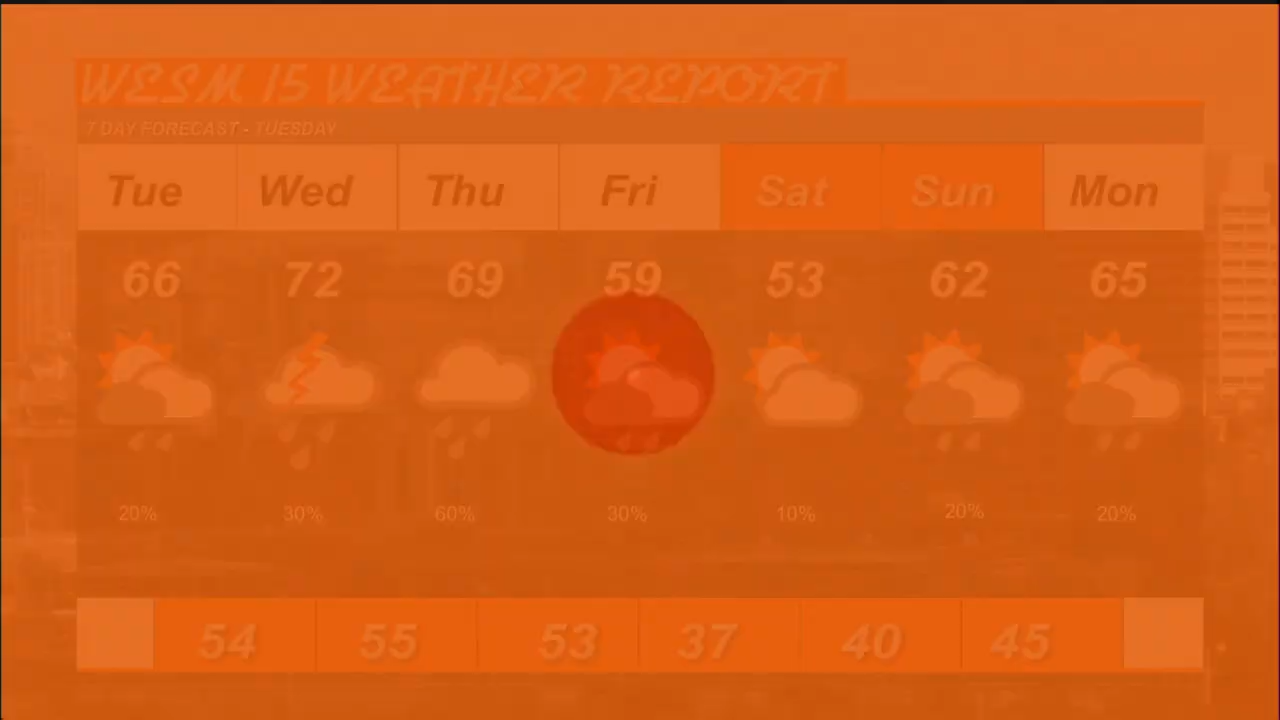 WESM 15 WEATHER REPORT
7 DAY FORECAST - TUESDAY
Tue Wed Thu Fri Sat Sun Mon
66 72 69 59 53 62 65
20% 30% 60% 30% 10% 20% 20%
54 55 53 37 40 45